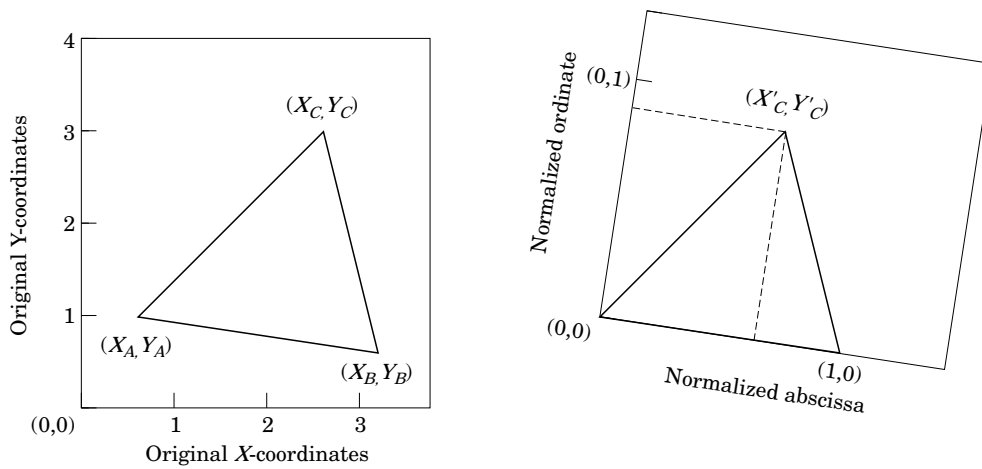 4
3
2
1
(0,0)
1
2
3
Original Y-coordinates
Original X-coordinates
(X_C, Y_C)
(X_A, Y_A)
(X_B, Y_B)
(0,1)
Normalized ordinate
(X'_C, Y'_C)
(0,0)
(1,0)
Normalized abscissa